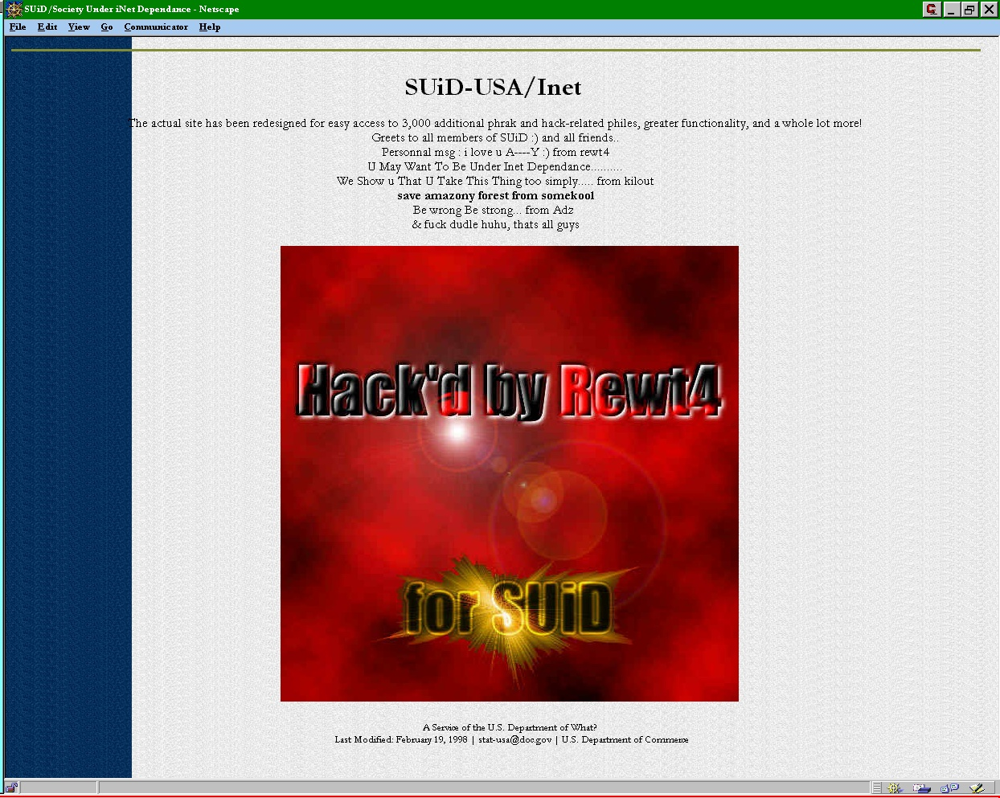 SUiD/Society Under iNet Dependance - Netscape
File Edit View Go Communicator Help
SUiD-USA/Inet
The actual site has been redesigned for easy access to 3,000 additional phrak and hack-related philes, greater functionality, and a whole lot more!
Greets to all members of SUiD :) and all friends..
Personnal msg : i love u A----Y :) from rewt4
U May Want To Be Under Inet Dependance..........
We Show u That U Take This Thing too simply..... from kilout
save amazony forest from somekool
Be wrong Be strong... from Adz
& fuck dudle huhu, thats all guys
Hack'd by Rewt4
for SUiD
A Service of the U.S. Department of What?
Last Modified: February 19, 1998 | stat-usa@doc.gov | U.S. Department of Commerce